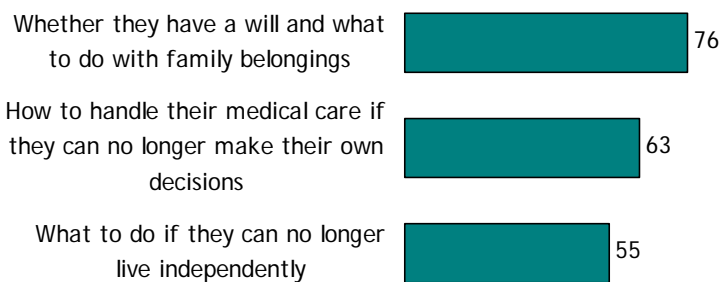 Whether they have a will and what
to do with family belongings
76
How to handle their medical care if
they can no longer make their own
decisions
63
What to do if they can no longer
live independently
55